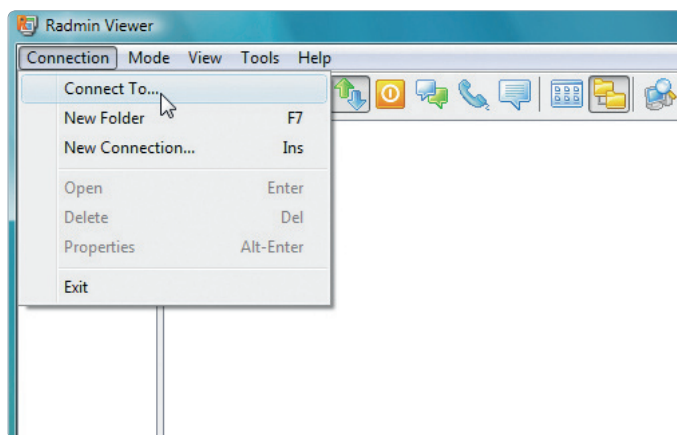 Radmin Viewer
Connection Mode View Tools Help
Connect To...
New Folder F7
New Connection... Ins
Open Enter
Delete Del
Properties Alt-Enter
Exit